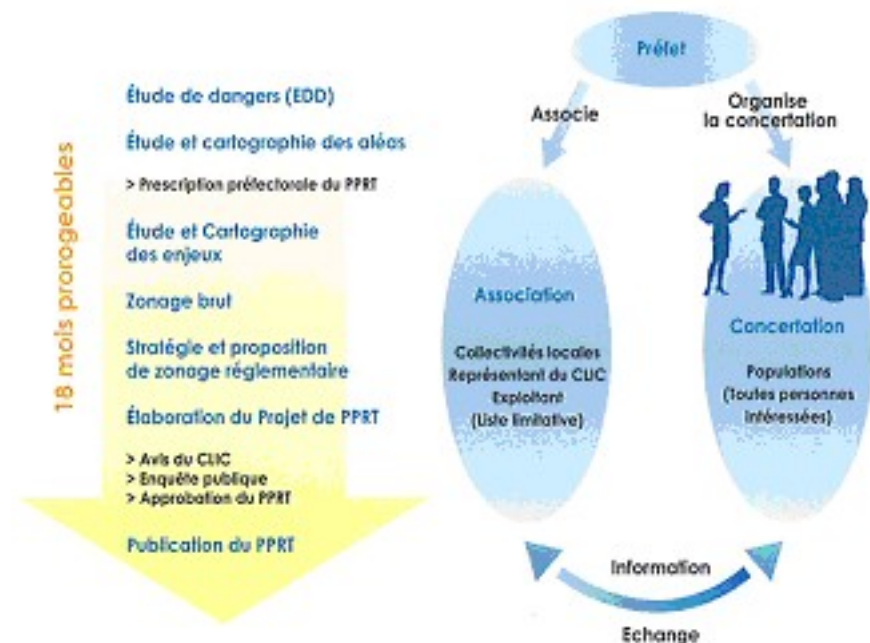 18 mois prorogeables
Étude de dangers (EDD)
Étude et cartographie des aléas
> Prescription préfectorale du PPRT
Étude et Cartographie
des enjeux
Zonage brut
Stratégie et proposition
de zonage réglementaire
Élaboration du Projet de PPRT
> Avis du CLIC
> Enquête publique
> Approbation du PPRT
Publication du PPRT
Préfet
Associe
Organise
la concertation
Association
Collectivités locales
Représentant du CLIC
Exploitant
(Liste limitative)
Concertation
Populations
(Toutes personnes
intéressées)
Information
Echange